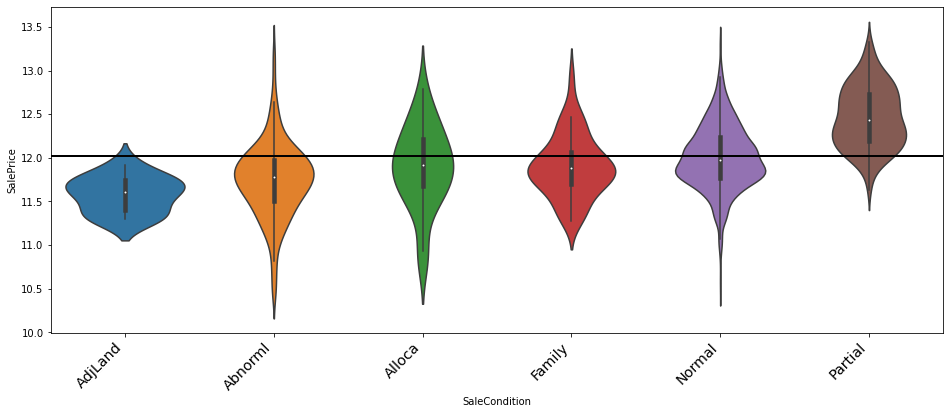 13.5
13.0
12.5
12.0
11.5
11.0
10.5
10.0
SalePrice
AdjLand
Abnorml
Alloca
Family
Normal
Partial
SaleCondition